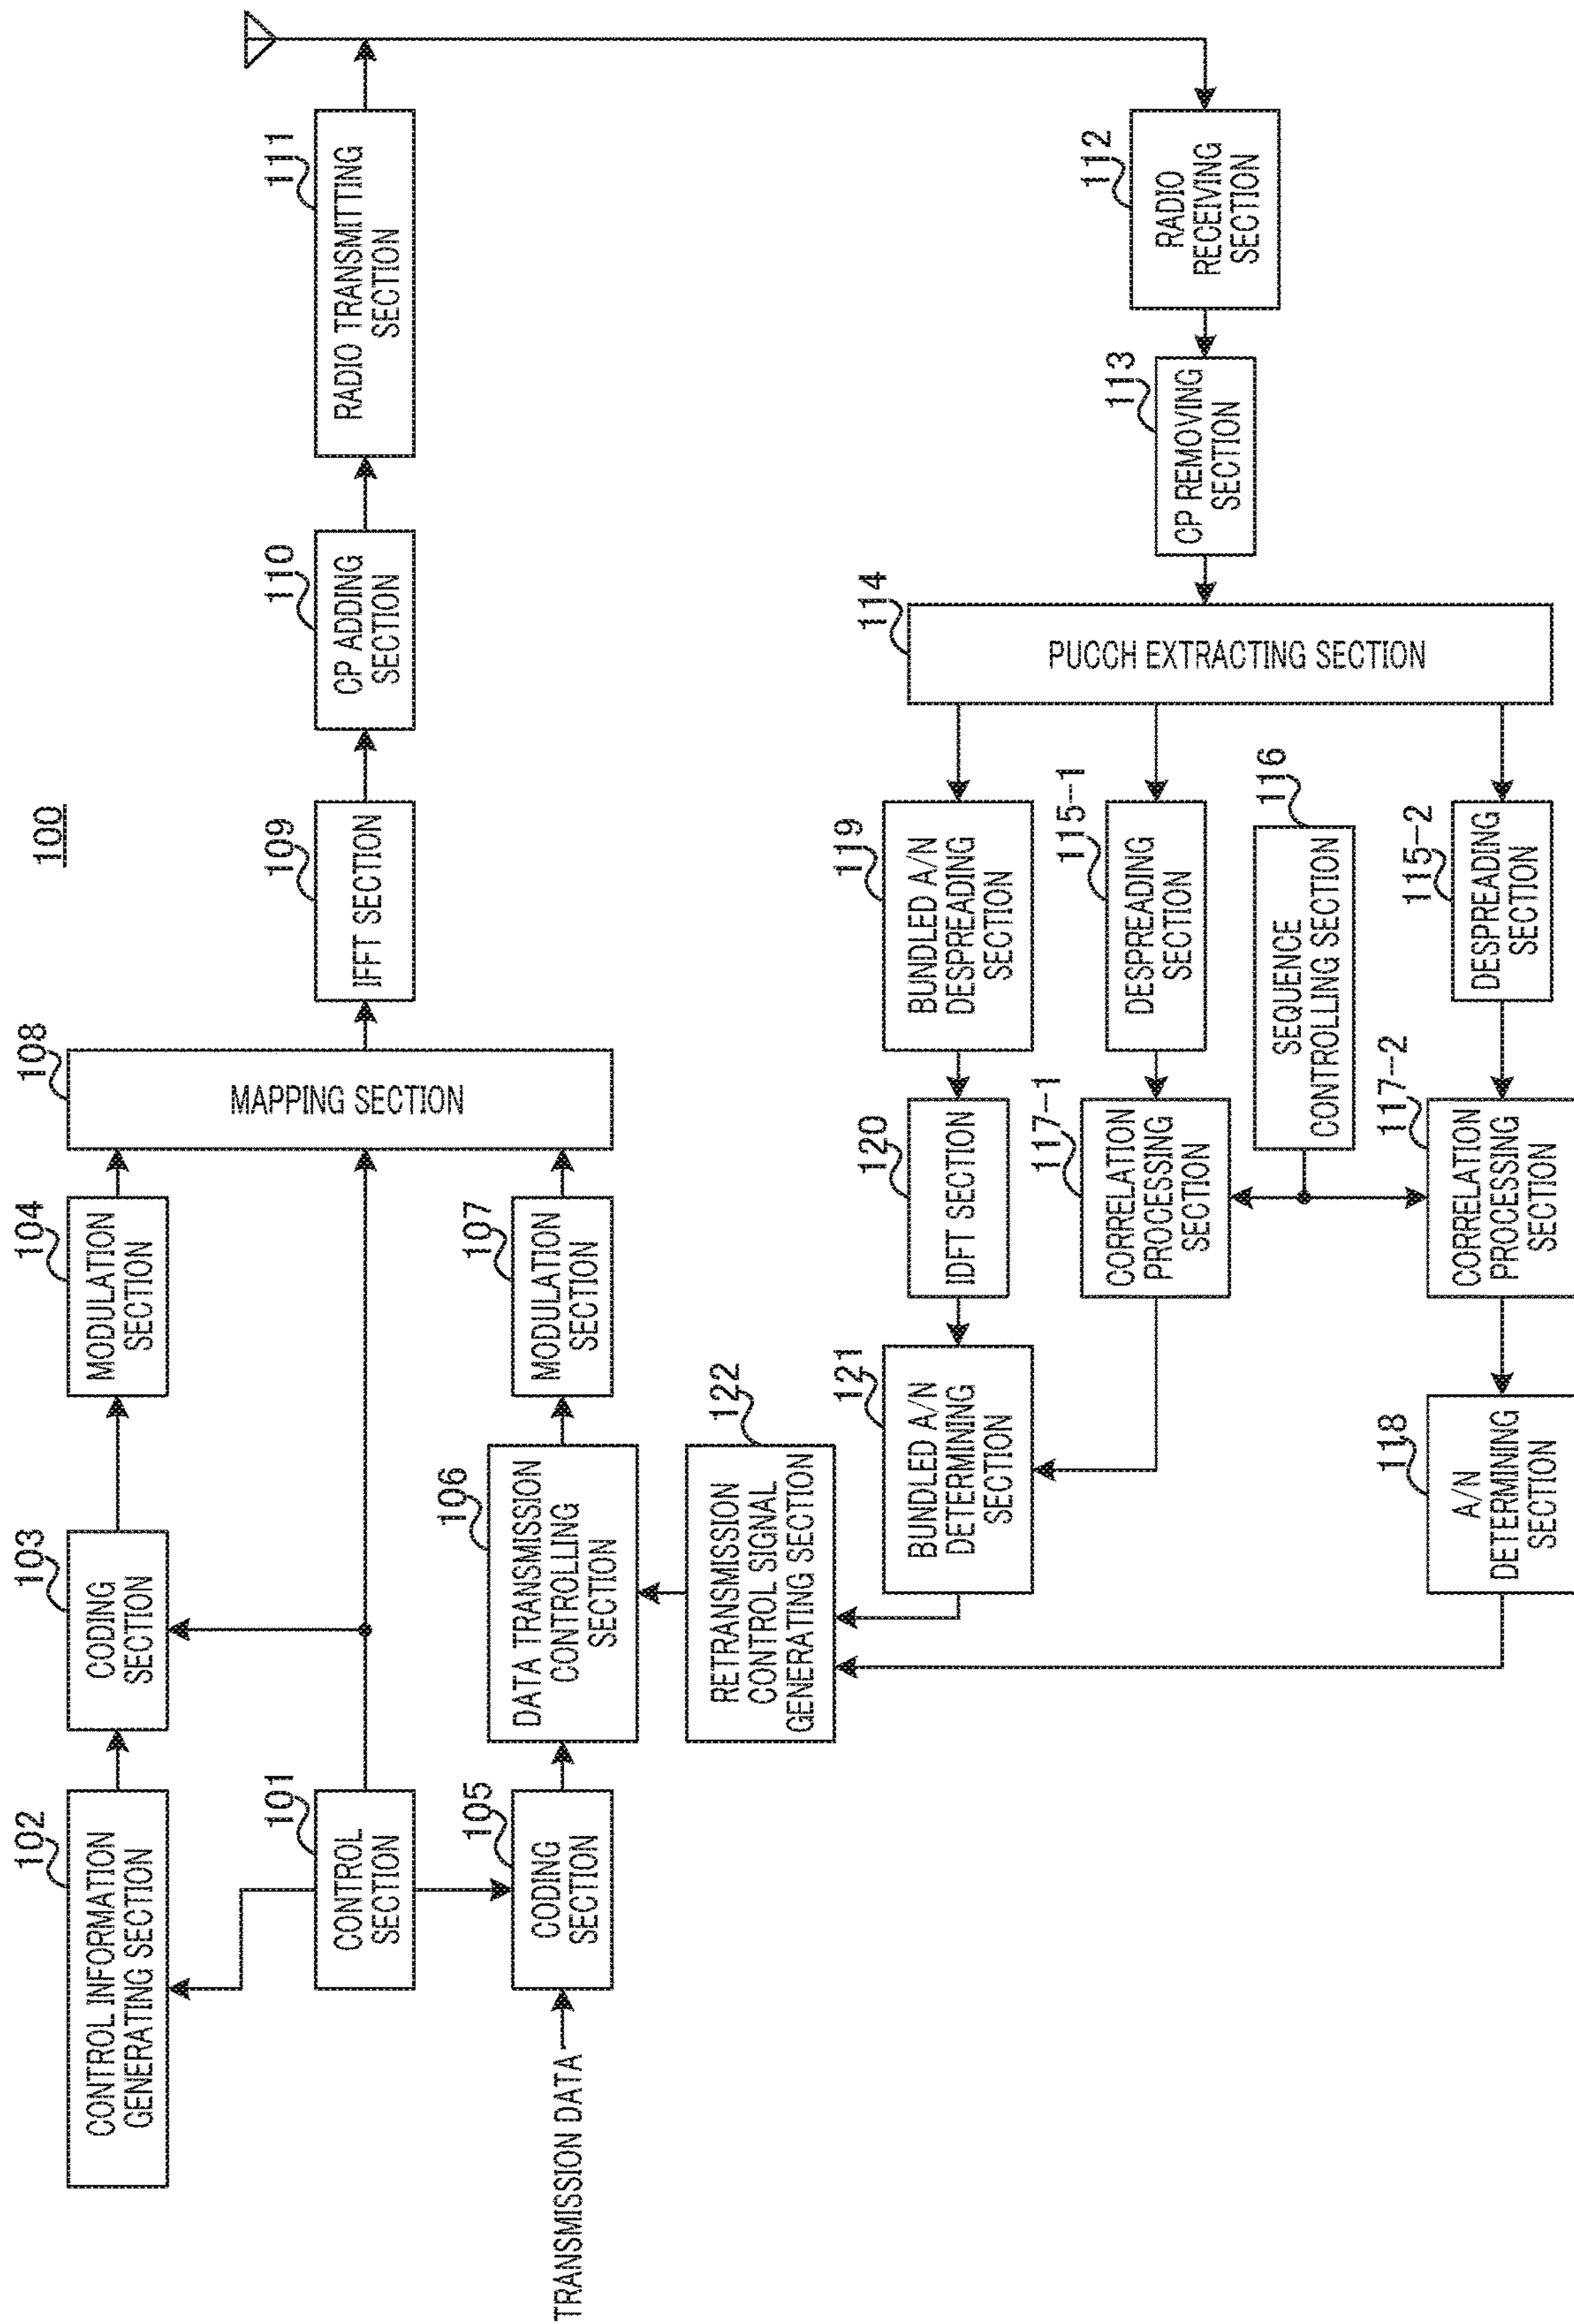 100
102
CONTROL INFORMATION
GENERATING SECTION
103
CODING
SECTION
104
MODULATION
SECTION
108
MAPPING SECTION
101
CONTROL
SECTION
109
IFFT SECTION
110
CP ADDING
SECTION
111
RADIO TRANSMITTING
SECTION
TRANSMISSION DATA
105
CODING
SECTION
106
DATA TRANSMISSION
CONTROLLING
SECTION
107
MODULATION
SECTION
122
RETRANSMISSION
CONTROL SIGNAL
GENERATING SECTION
121
BUNDLED A/N
DETERMINING
SECTION
120
IDFT SECTION
119
BUNDLED A/N
DESPREADING
SECTION
114
PUCCH EXTRACTING SECTION
113
CP REMOVING
SECTION
112
RADIO
RECEIVING
SECTION
117-1
CORRELATION
PROCESSING
SECTION
115-1
DESPREADING
SECTION
116
SEQUENCE
CONTROLLING SECTION
118
A/N
DETERMINING
SECTION
117-2
CORRELATION
PROCESSING
SECTION
115-2
DESPREADING
SECTION